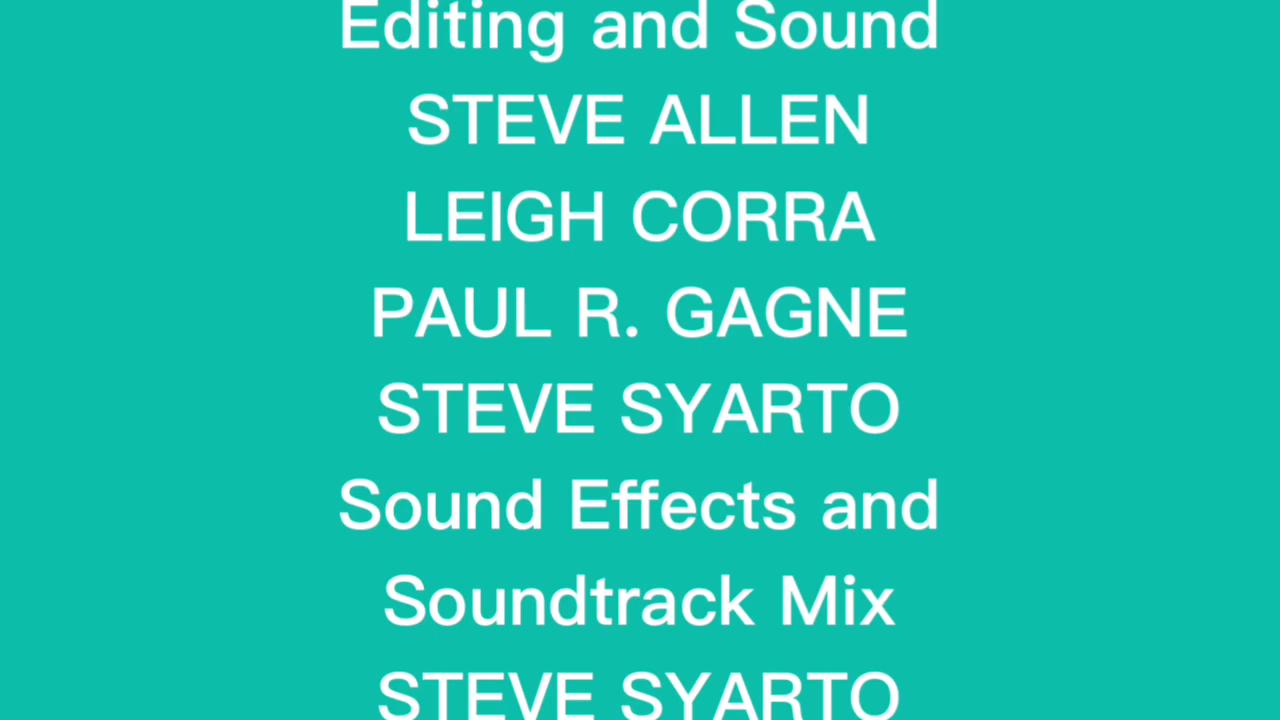 Editing and Sound
STEVE ALLEN
LEIGH CORRA
PAUL R. GAGNE
STEVE SYARTO
Sound Effects and
Soundtrack Mix
STEVE SYARTO